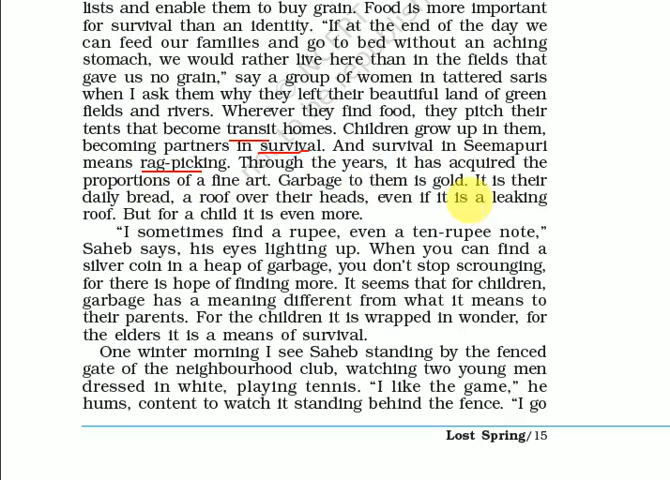 lists and enable them to buy grain. Food is more important
for survival than an identity. “If at the end of the day we
can feed our families and go to bed without an aching
stomach, we would rather live here than in the fields that
gave us no grain,” say a group of women in tattered saris
when I ask them why they left their beautiful land of green
fields and rivers. Wherever they find food, they pitch their
tents that become transit homes. Children grow up in them,
becoming partners in survival. And survival in Seemapuri
means rag-picking. Through the years, it has acquired the
proportions of a fine art. Garbage to them is gold. It is their
daily bread, a roof over their heads, even if it is a leaking
roof. But for a child it is even more.
“I sometimes find a rupee, even a ten-rupee note,”
Saheb says, his eyes lighting up. When you can find a
silver coin in a heap of garbage, you don’t stop scrounging,
for there is hope of finding more. It seems that for children,
garbage has a meaning different from what it means to
their parents. For the children it is wrapped in wonder, for
the elders it is a means of survival.
One winter morning I see Saheb standing by the fenced
gate of the neighbourhood club, watching two young men
dressed in white, playing tennis. “I like the game,” he
hums, content to watch it standing behind the fence. “I go
Lost Spring/15